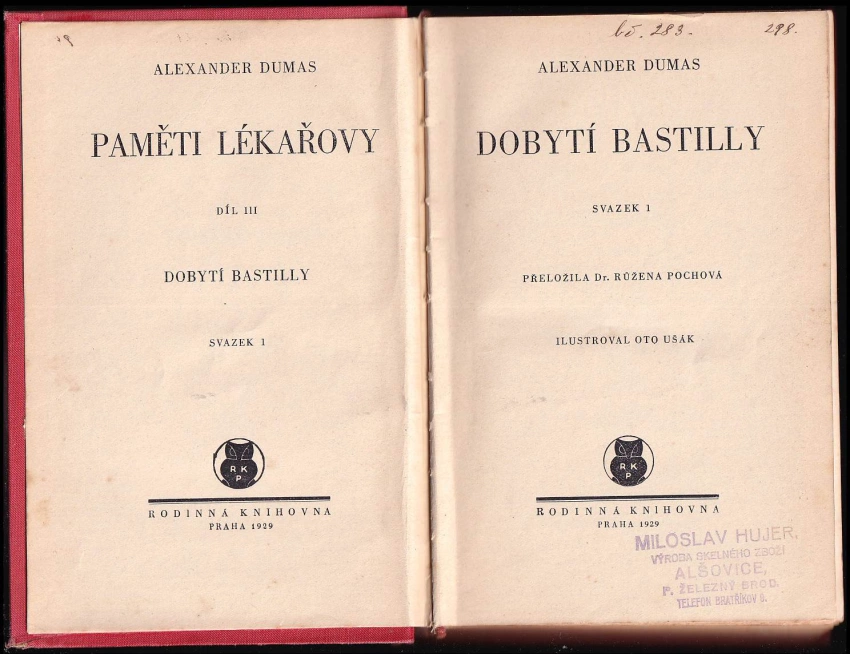 ALEXANDER DUMAS
PAMĚTI LÉKAŘOVY
DÍL III
DOBYTÍ BASTILLY
SVAZEK 1
RKP
RODINNÁ KNIHOVNA
PRAHA 1929
bč. 283. 298.
ALEXANDER DUMAS
DOBYTÍ BASTILLY
SVAZEK 1
PŘELOŽILA Dr. RŮŽENA POCHOVÁ
ILUSTROVAL OTO UŠÁK
RKP
RODINNÁ KNIHOVNA
PRAHA 1929
MILOSLAV HUJER,
VÝROBA SKELNÉHO ZBOŽÍ
ALŠOVICE,
P. ŽELEZNÝ BROD.
TELEFON BRATŘÍKOV 8.